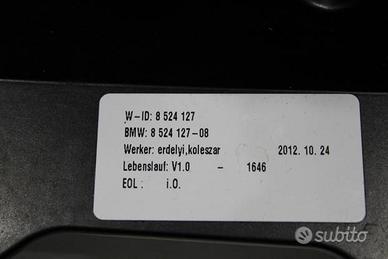 W-ID: 8 524 127
BMW: 8 524 127-08
Werker: erdelyi,koleszar 2012. 10. 24
Lebenslauf: V1.0 - 1646
EOL : i.O.
subito